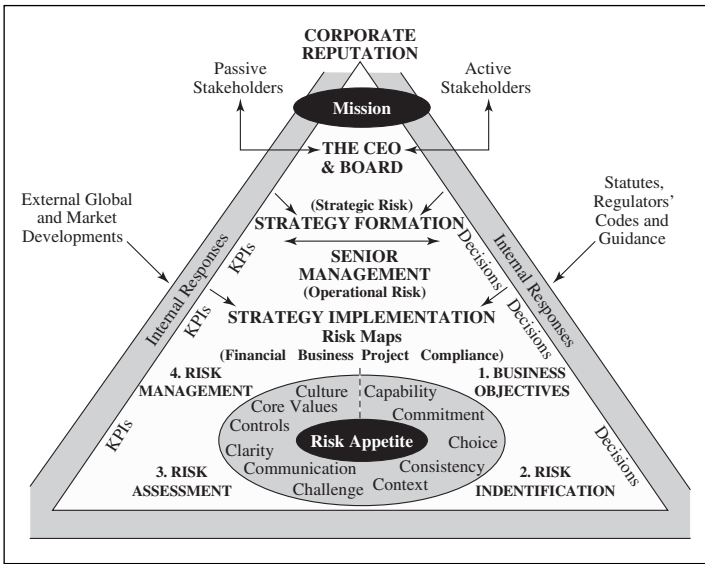 CORPORATE
REPUTATION
Passive
Stakeholders
Active
Stakeholders
Mission
THE CEO
& BOARD
External Global
and Market
Developments
Statutes,
Regulators'
Codes and
Guidance
(Strategic Risk)
STRATEGY FORMATION
Internal Responses
KPIs
Decisions
Internal Responses
SENIOR
MANAGEMENT
(Operational Risk)
KPIs
Decisions
STRATEGY IMPLEMENTATION
Risk Maps
(Financial Business Project Compliance)
4. RISK
MANAGEMENT
1. BUSINESS
OBJECTIVES
Culture
Capability
Core Values
Commitment
Controls
Risk Appetite
Choice
Clarity
Communication
Consistency
Challenge
Context
KPIs
Decisions
3. RISK
ASSESSMENT
2. RISK
INDENTIFICATION